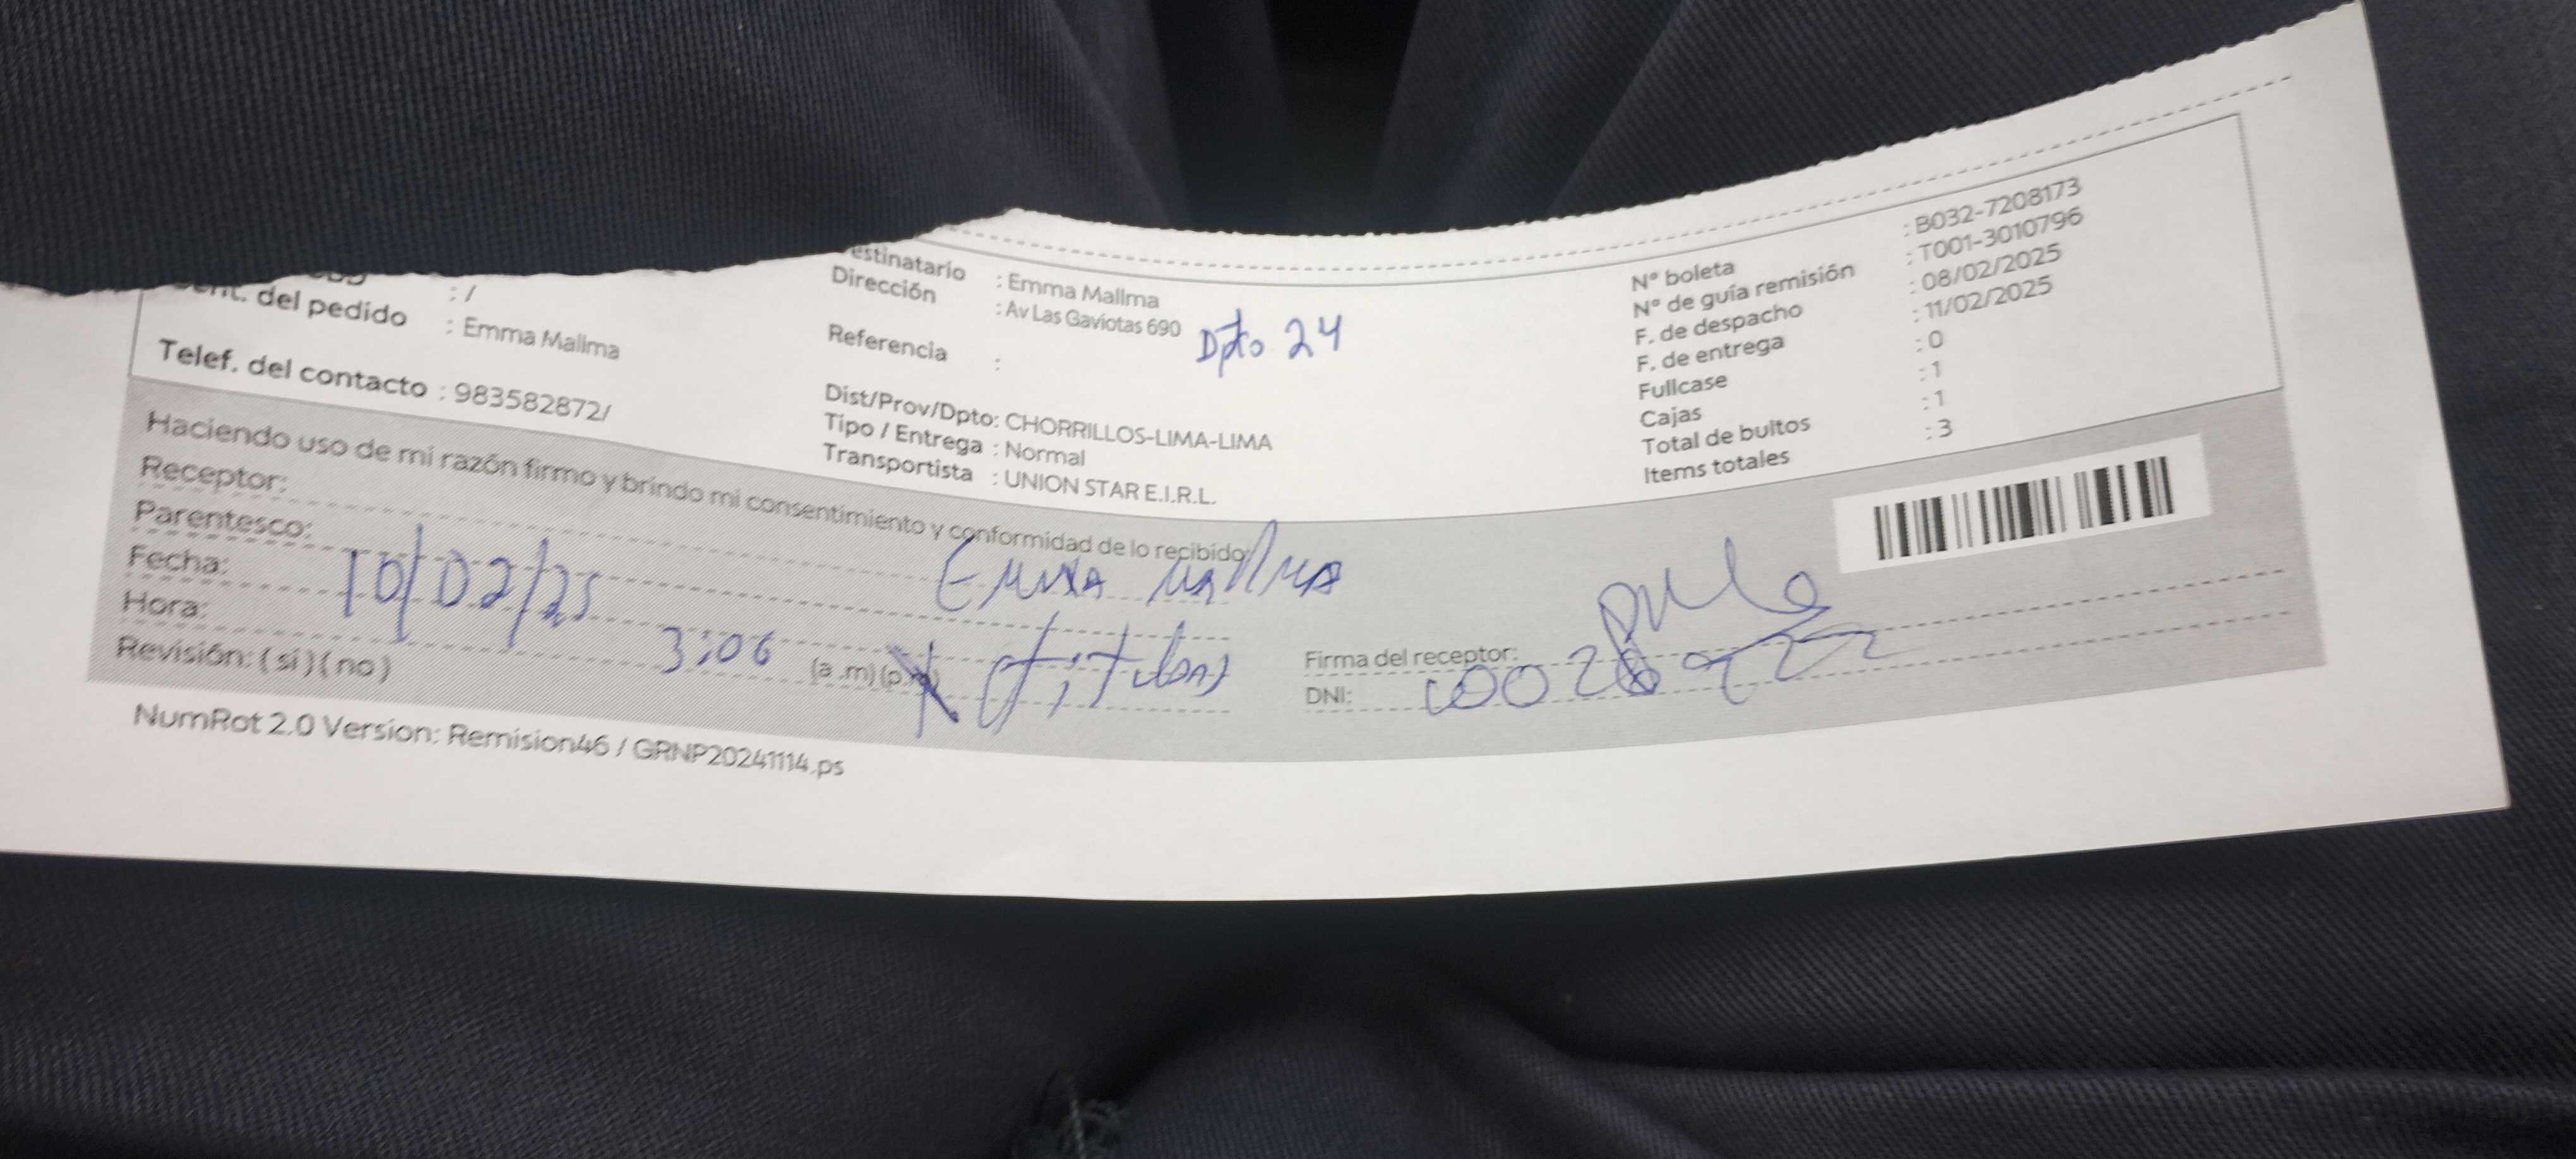 : /
del pedido : Emma Mallma
Telef. del contacto : 983582872/
estinatario : Emma Mallma
Dirección : Av Las Gaviotas 690 Dpto 24
Referencia :
Dist/Prov/Dpto: CHORRILLOS-LIMA-LIMA
Tipo / Entrega : Normal
Transportista : UNION STAR E.I.R.L.
N° boleta : B032-7208173
N° de guía remisión : T001-3010796
F. de despacho : 08/02/2025
F. de entrega : 11/02/2025
Fullcase : 0
Cajas : 1
Total de bultos : 1
Items totales : 3
Haciendo uso de mi razón firmo y brindo mi consentimiento y conformidad de lo recibido:
Receptor: Emma Mallma
Parentesco: (titular)
Fecha: 10/02/25
Hora: 3:06 (a.m)(p.m)
Revisión: (si)(no)
Firma del receptor:
DNI:
NumRot 2.0 Version: Remision46 / GRNP20241114.ps